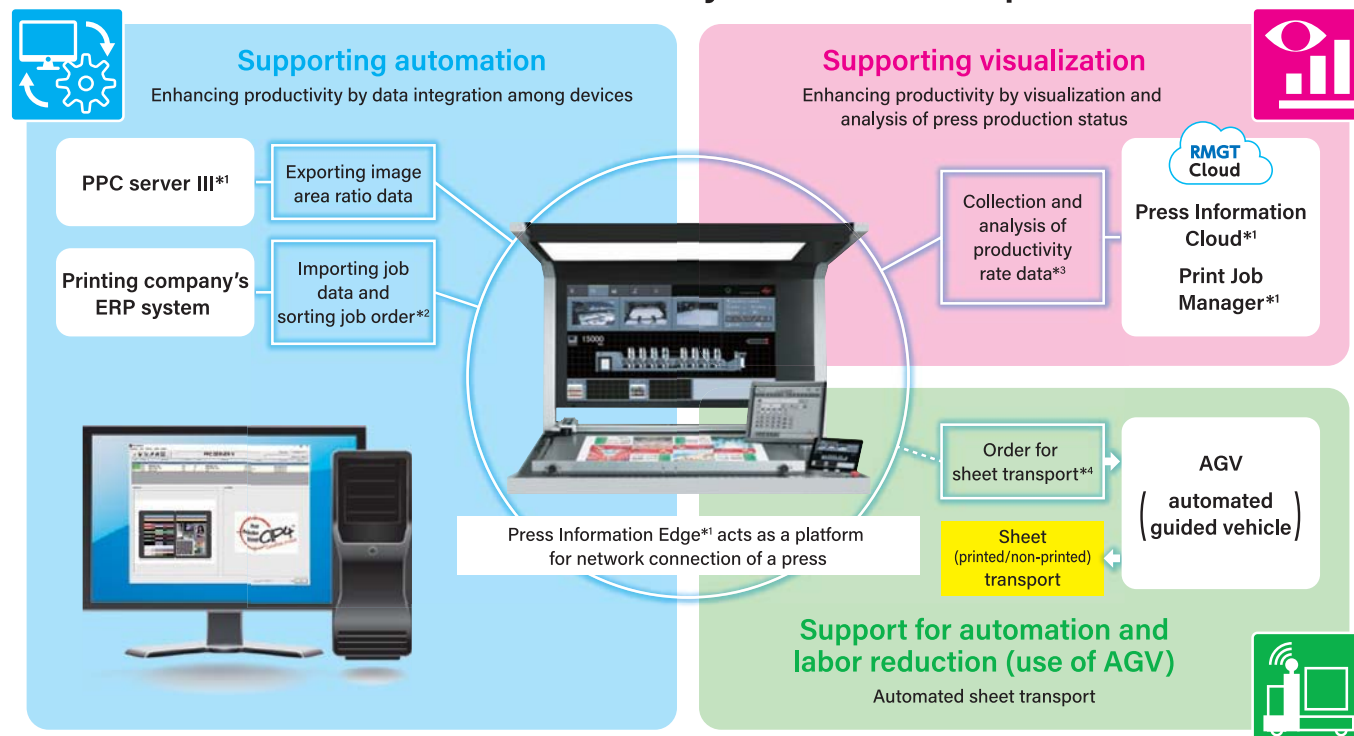 Supporting automation
Enhancing productivity by data integration among devices
PPC server III*1
Exporting image
area ratio data
Printing company's
ERP system
Importing job
data and
sorting job order*2
Supporting visualization
Enhancing productivity by visualization and
analysis of press production status
Collection and
analysis of
productivity
rate data*3
RMGT
Cloud
Press Information
Cloud*1
Print Job
Manager*1
15000
Press Information Edge*1 acts as a platform
for network connection of a press
Order for
sheet transport*4
AGV
(automated
guided vehicle)
Sheet
(printed/non-printed)
transport
Support for automation and
labor reduction (use of AGV)
Automated sheet transport